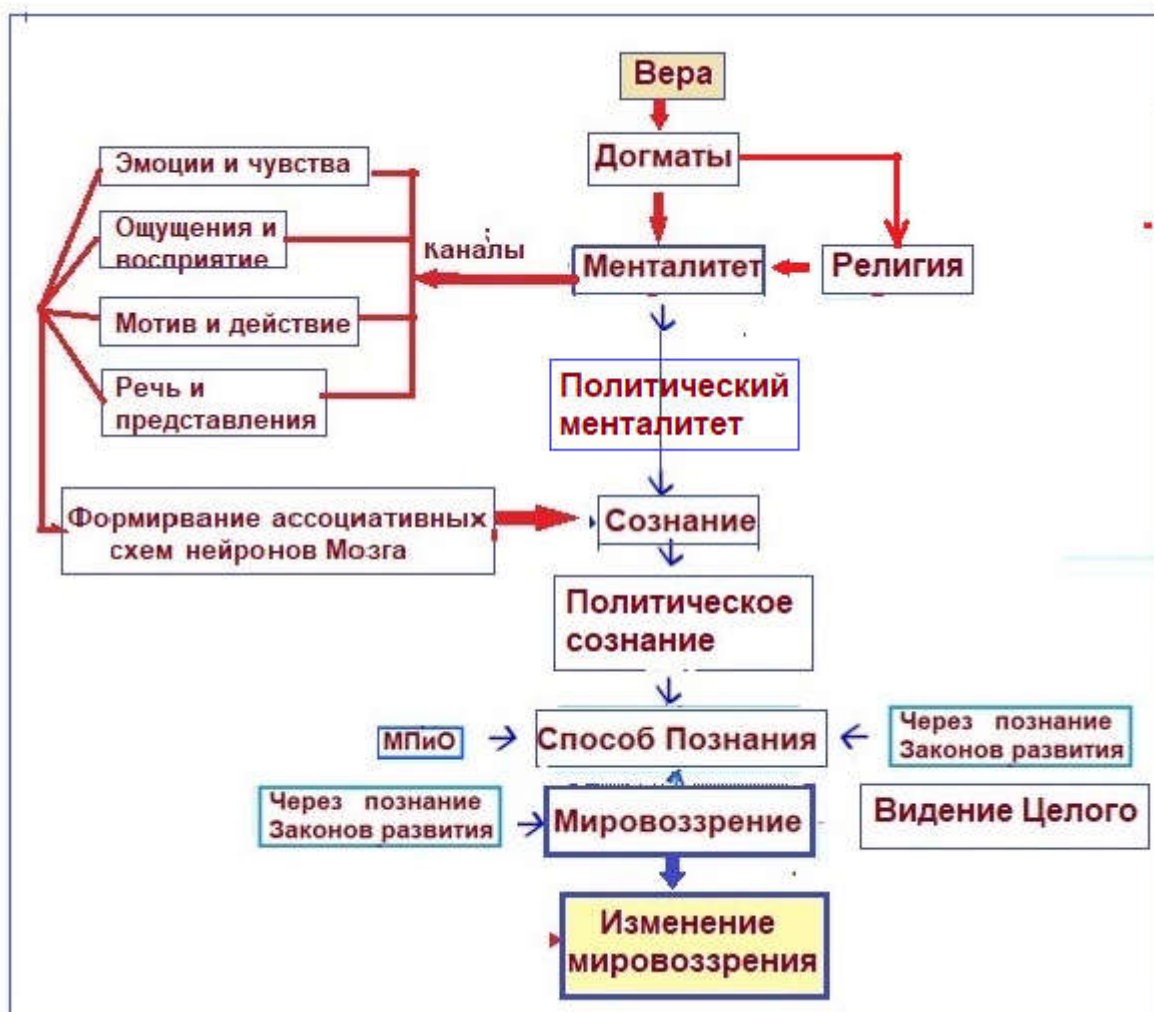 Вера
Догматы
Эмоции и чувства
Ощущения и
восприятие
Каналы
Менталитет
Религия
Мотив и действие
Речь и
представления
Политический
менталитет
Формирвание ассоциативных
схем нейронов Мозга
Сознание
Политическое
сознание
МПиО
Способ Познания
Через познание
Законов развития
Через познание
Законов развития
Мировоззрение
Видение Целого
Изменение
мировоззрения